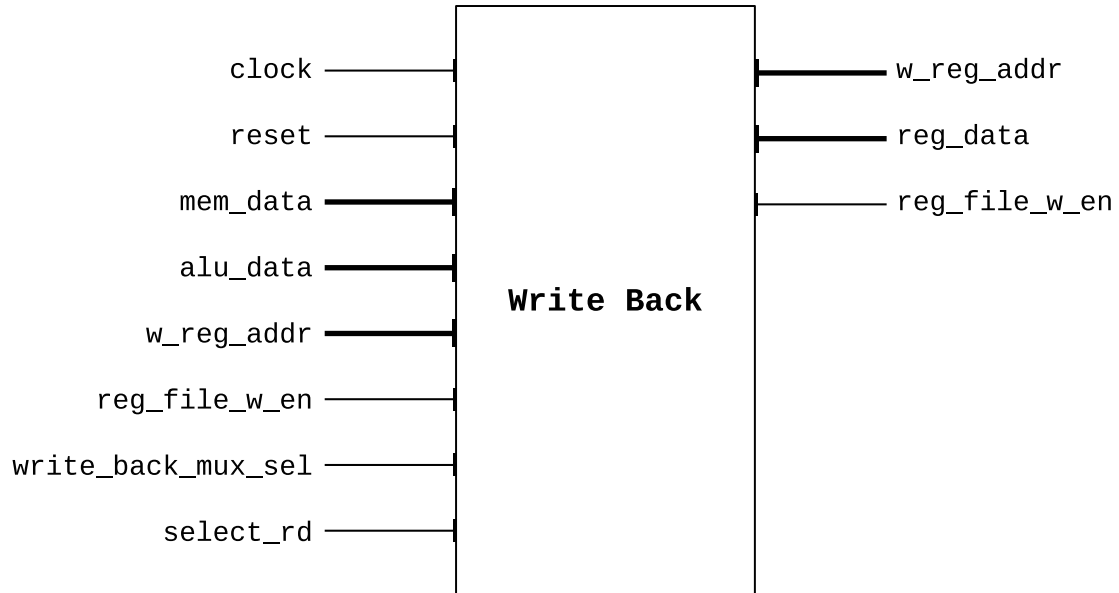 clock
reset
mem_data
alu_data
w_reg_addr
reg_file_w_en
write_back_mux_sel
select_rd
Write Back
w_reg_addr
reg_data
reg_file_w_en